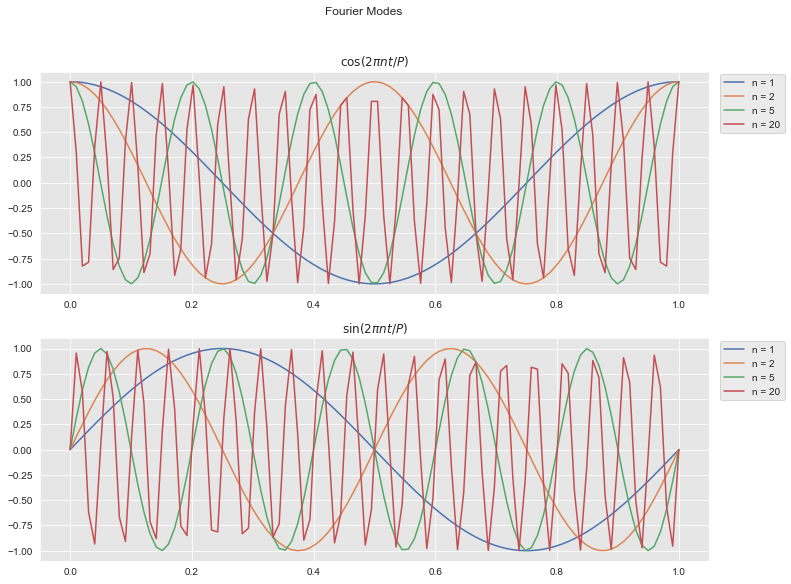 Fourier Modes
cos(2πnt/P)
1.00
0.75
0.50
0.25
0.00
−0.25
−0.50
−0.75
−1.00
0.0 0.2 0.4 0.6 0.8 1.0
n = 1
n = 2
n = 5
n = 20
sin(2πnt/P)
1.00
0.75
0.50
0.25
0.00
−0.25
−0.50
−0.75
−1.00
0.0 0.2 0.4 0.6 0.8 1.0
n = 1
n = 2
n = 5
n = 20